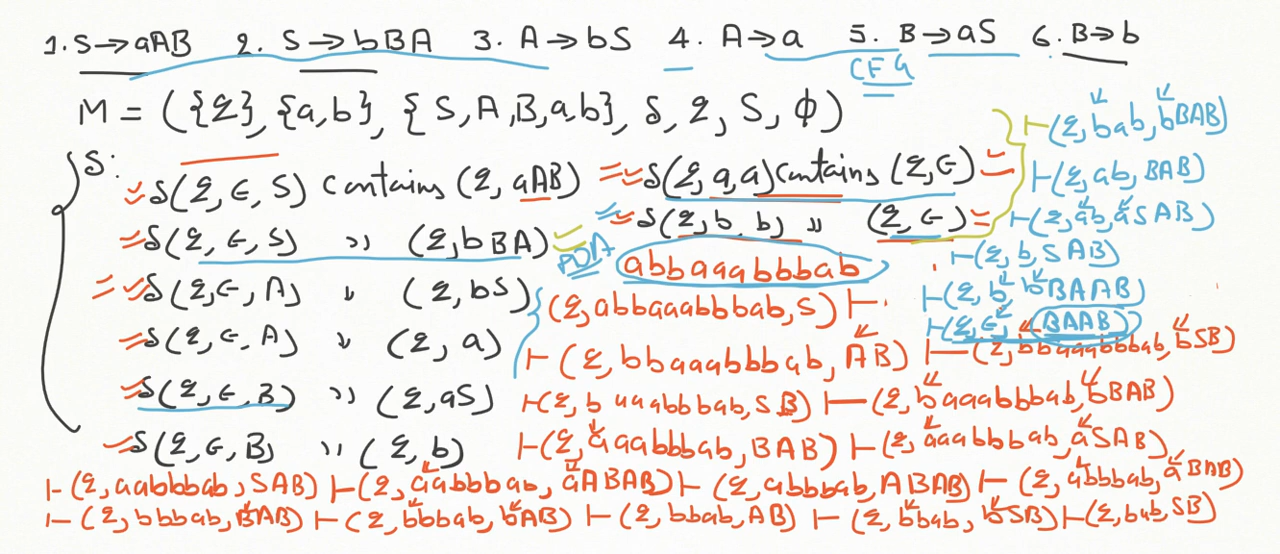 1. S→aAB 2. S→bBA 3. A→bS 4. A→a 5. B→aS 6. B→b
CFG
M = ({q}, {a,b}, {S,A,B,a,b}, δ, q, S, ϕ)
δ:
δ(q, ϵ, S) Contains (q, aAB)
δ(q, ϵ, S) ,, (q, bBA)
δ(q, ϵ, A) ,, (q, bS)
δ(q, ϵ, A) ,, (q, a)
δ(q, ϵ, B) ,, (q, aS)
δ(q, ϵ, B) ,, (q, b)
δ(q, a, a) Contains (q, ϵ)
δ(q, b, b) ,, (q, ϵ)
PDA
abbaaabbbab
(q, abbaaabbbab, S) ⊢
⊢ (q, bbaaabbbab, AB) ⊢ (q, bbaaabbbab, bSB)
⊢ (q, baaabbbab, SB) ⊢ (q, baaabbbab, bBAB)
⊢ (q, aaabbbab, BAB) ⊢ (q, aaabbbab, aSAB)
⊢ (q, aabbbab, SAB) ⊢ (q, aabbbab, aABAB) ⊢ (q, abbbab, ABAB) ⊢ (q, abbbab, aBAB)
⊢ (q, bbbab, BAB) ⊢ (q, bbbab, bAB) ⊢ (q, bbab, AB) ⊢ (q, bbab, bSB) ⊢ (q, bab, SB)
⊢ (q, bab, bBAB)
⊢ (q, ab, BAB)
⊢ (q, ab, aSAB)
⊢ (q, b, SAB)
⊢ (q, b, bBAAB)
⊢ (q, ϵ, BAAB)